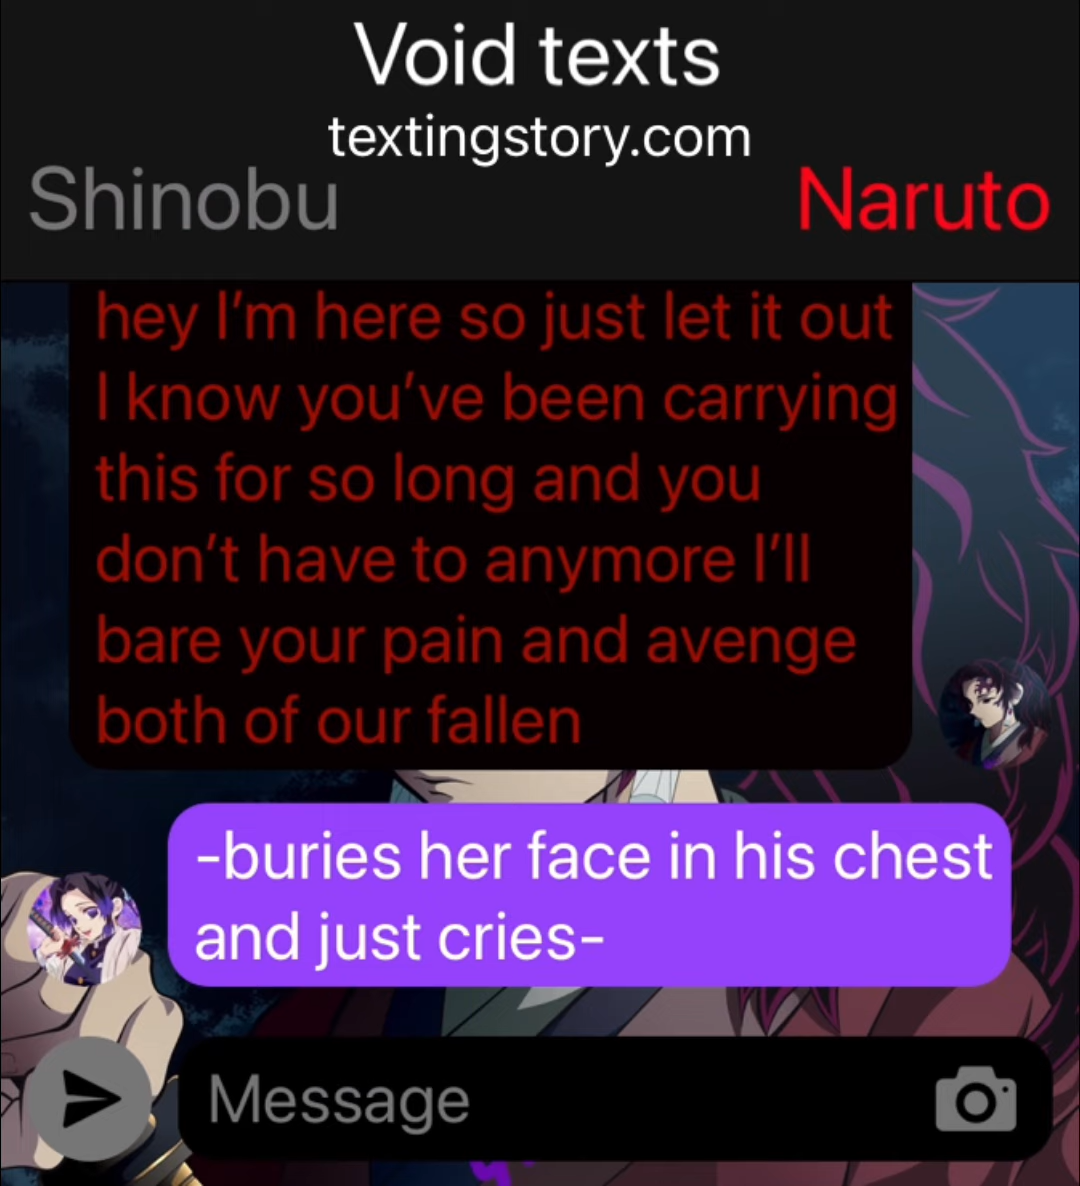 Void texts
textingstory.com
Shinobu
Naruto
hey I’m here so just let it out
I know you’ve been carrying
this for so long and you
don’t have to anymore I’ll
bare your pain and avenge
both of our fallen
-buries her face in his chest
and just cries-
Message